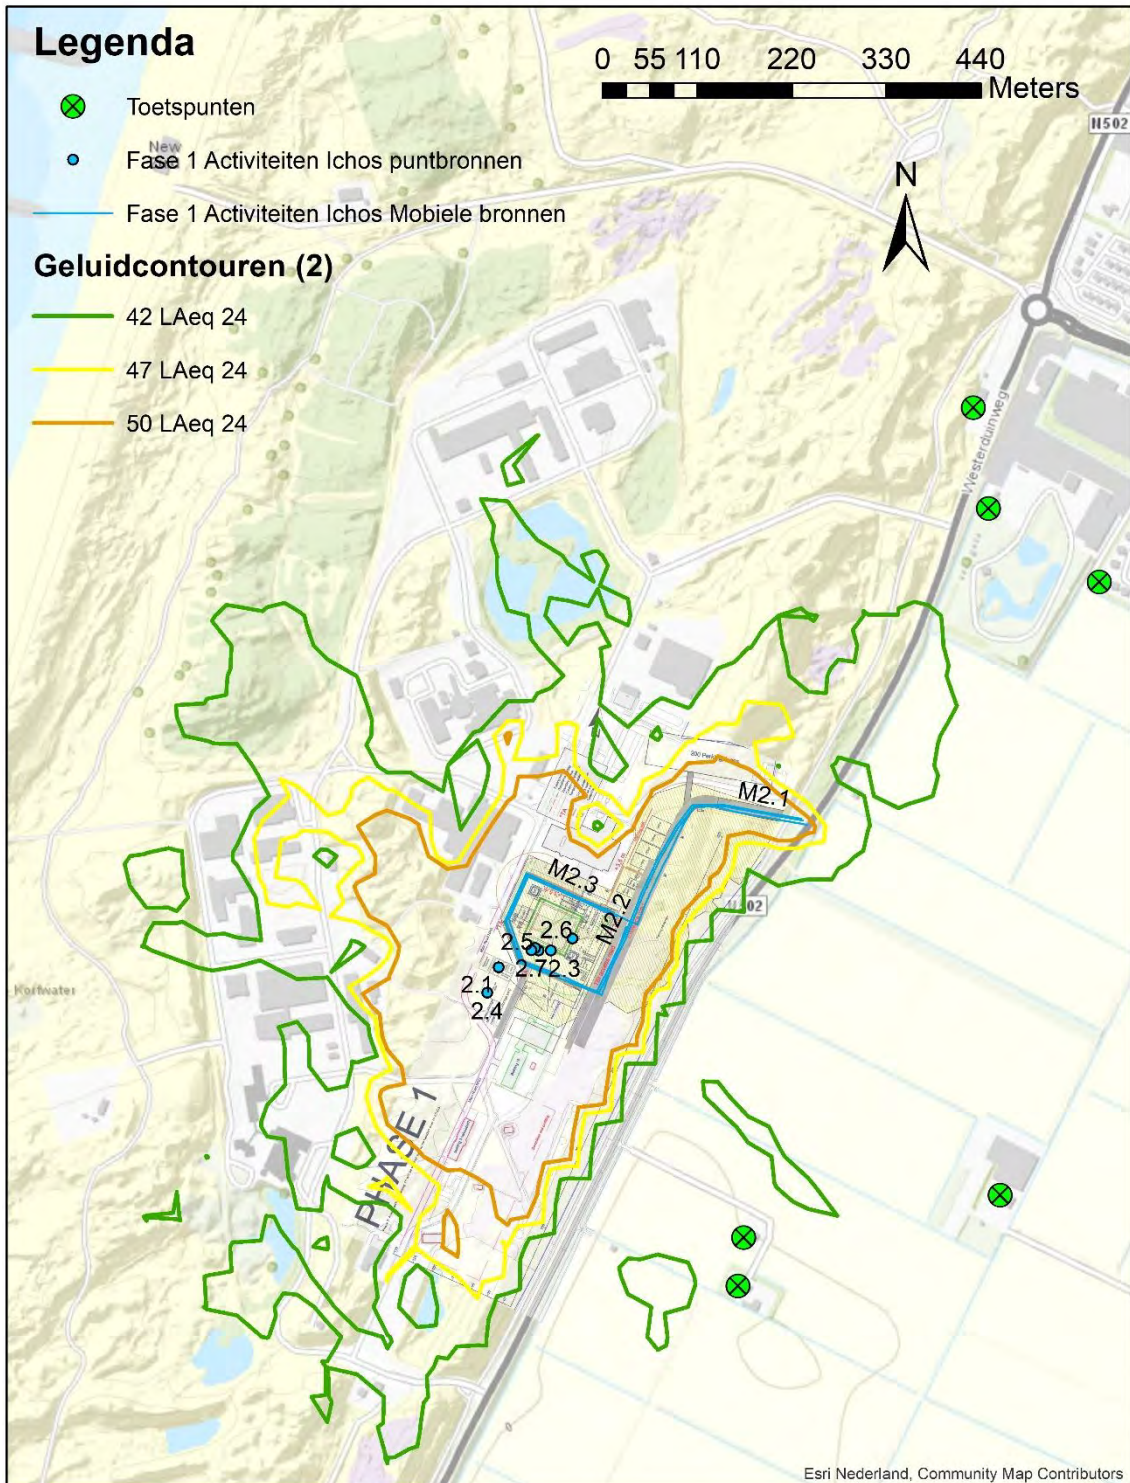 Legenda
Toetspunten
Fase 1 Activiteiten Ichos puntbronnen
Fase 1 Activiteiten Ichos Mobiele bronnen
Geluidcontouren (2)
42 LAeq 24
47 LAeq 24
50 LAeq 24
0 55 110 220 330 440
Meters
N
N502
New
Westerduinweg
M2.1
M2.3
M2.2
N502
2.6
2.5
2.7
2.3
2.1
2.4
Kortwater
PHASE 1
0
Esri Nederland, Community Map Contributors